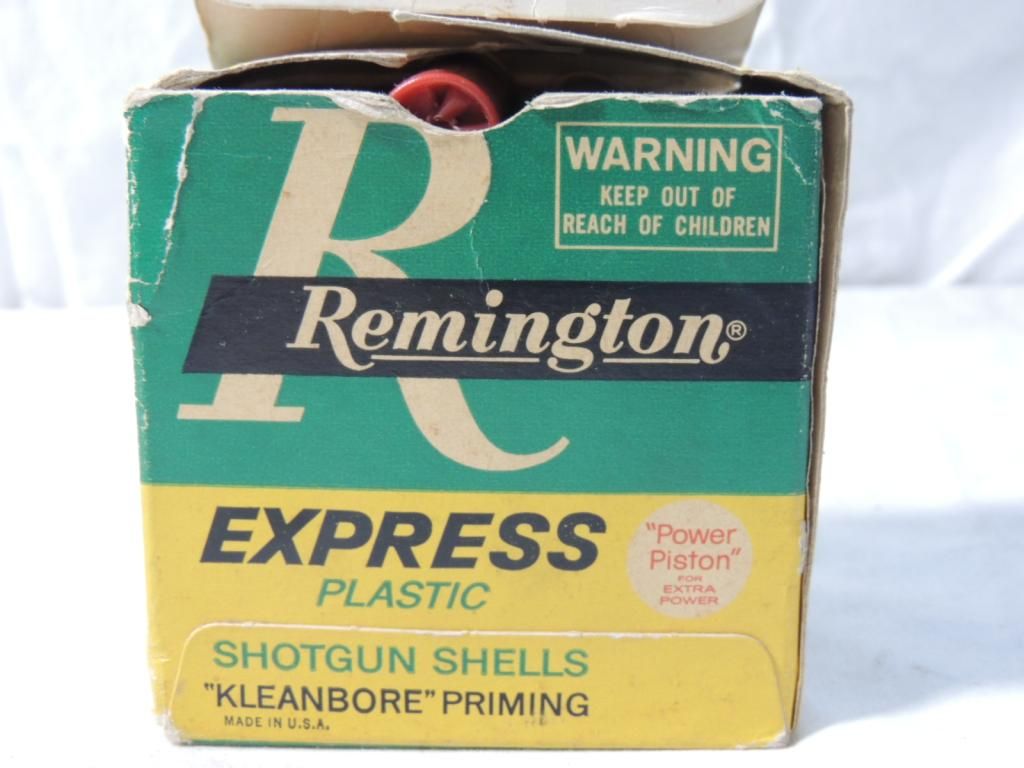 R
WARNING
KEEP OUT OF
REACH OF CHILDREN
Remington®
EXPRESS
PLASTIC
"Power
Piston"
FOR
EXTRA
POWER
SHOTGUN SHELLS
"KLEANBORE" PRIMING
MADE IN U.S.A.